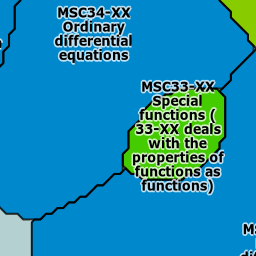 MSC34-XX
Ordinary
differential
equations
MSC33-XX
Special
functions (
33-XX deals
with the
properties of
functions as
functions)